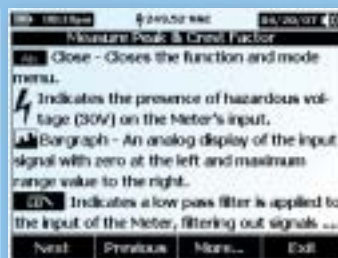 04/20/07
Measure Peak & Crest Factor
Close - Closes the function and mode
menu.
Indicates the presence of hazardous vol-
tage (30V) on the Meter's input.
Bargraph - An analog display of the input
signal with zero at the left and maximum
range value to the right.
Indicates a low pass filter is applied to
the input of the Meter, filtering out signals ...
Next Previous More... Exit